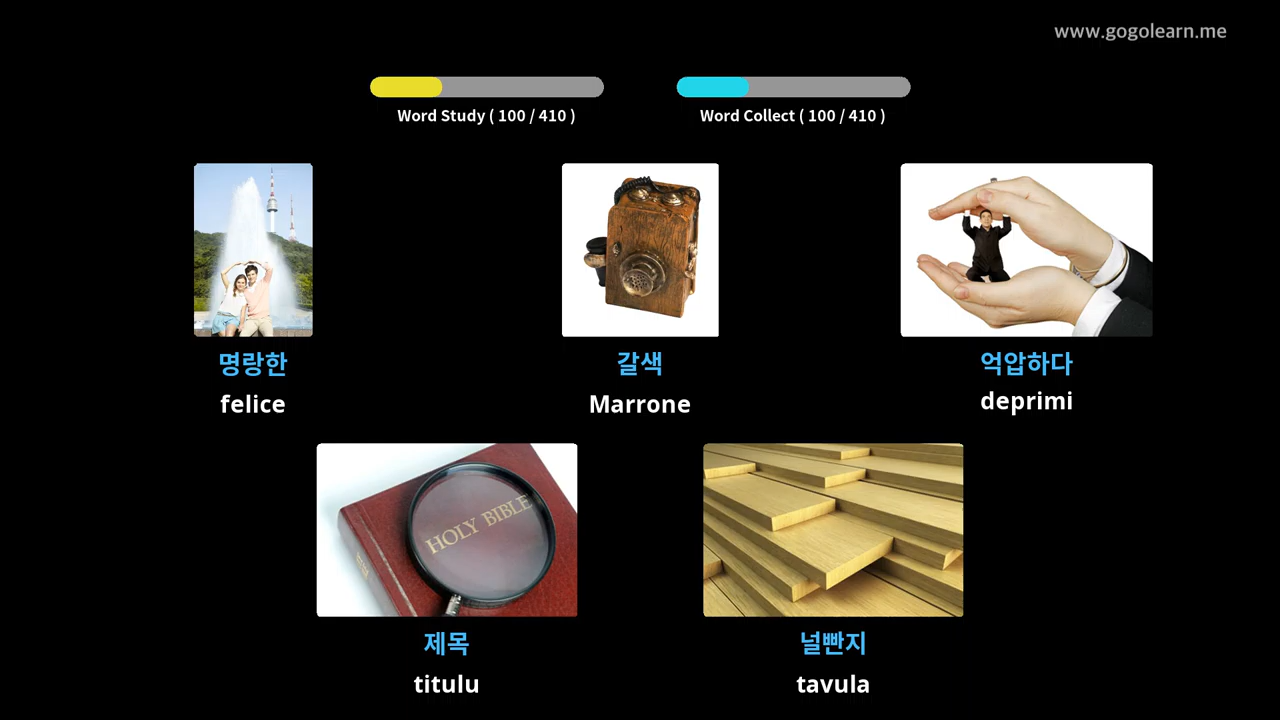 www.gogolearn.me
Word Study ( 100 / 410 )
Word Collect ( 100 / 410 )
명랑한
felice
갈색
Marrone
억압하다
deprimi
HOLY BIBLE
제목
titulu
널빤지
tavula